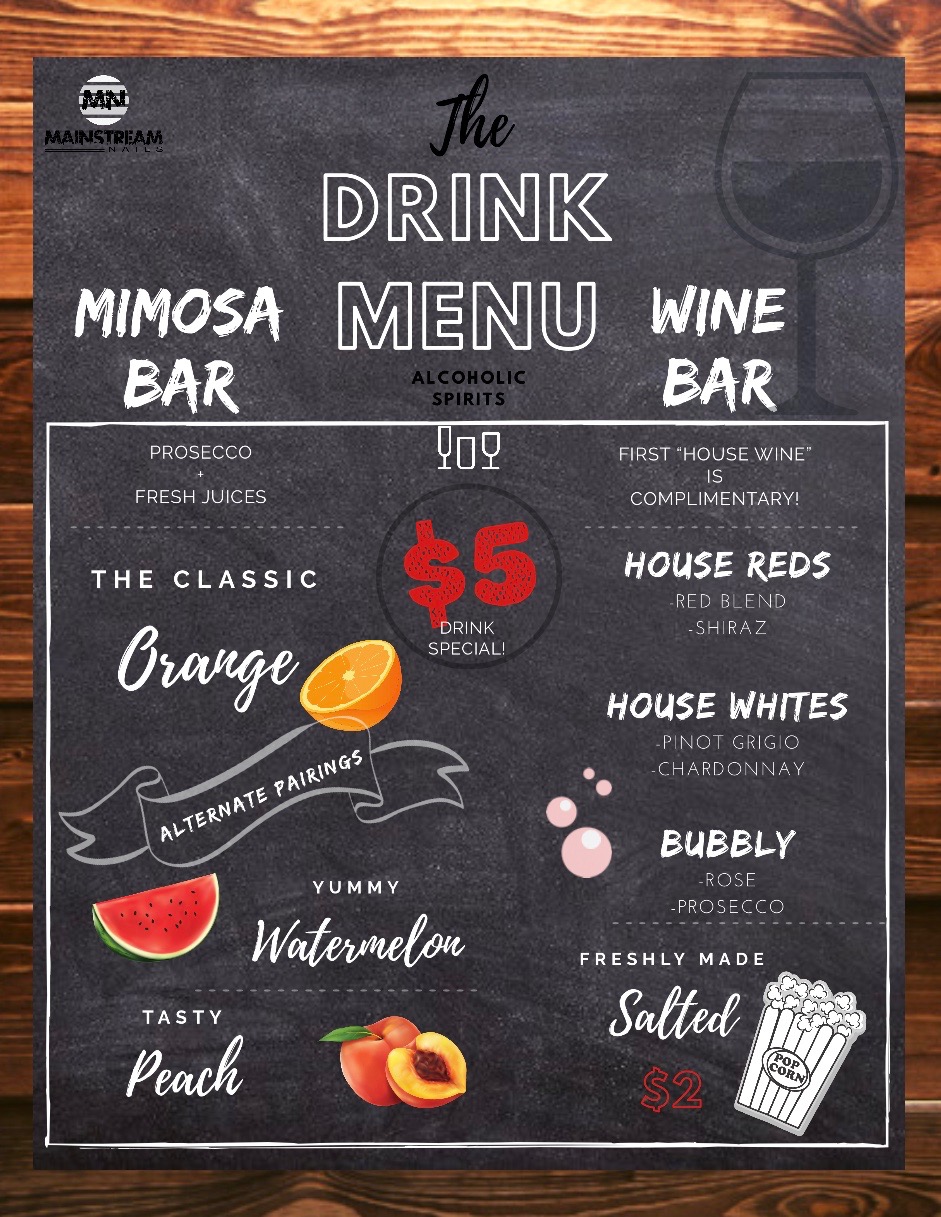 MN
MAINSTREAM
NAILS
The
DRINK
MENU
ALCOHOLIC
SPIRITS
MIMOSA
BAR
PROSECCO
+
FRESH JUICES
THE CLASSIC
Orange
ALTERNATE PAIRINGS
YUMMY
Watermelon
TASTY
Peach
$5
DRINK
SPECIAL!
WINE
BAR
FIRST “HOUSE WINE”
IS
COMPLIMENTARY!
HOUSE REDS
-RED BLEND
-SHIRAZ
HOUSE WHITES
-PINOT GRIGIO
-CHARDONNAY
BUBBLY
-ROSE
-PROSECCO
FRESHLY MADE
Salted
$2
POP
CORN